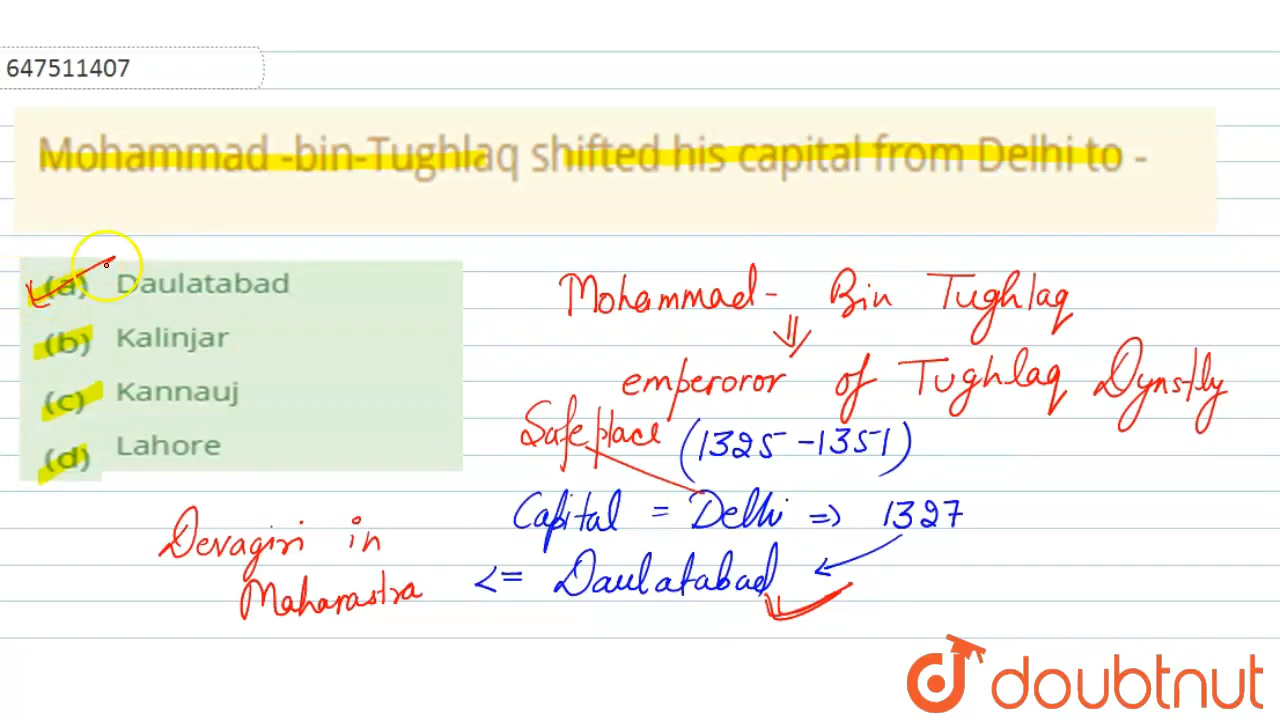 647511407
Mohammad -bin-Tughlaq shifted his capital from Delhi to -
(a) Daulatabad
(b) Kalinjar
(c) Kannauj
(d) Lahore
Mohammad- Bin Tughlaq
⇓
emperoror of Tughlaq Dynstly
Safe place (1325-1351)
Capital = Delhi ⇒ 1327
<= Daulatabad ←
Devagiri in
Maharastra
doubtnut